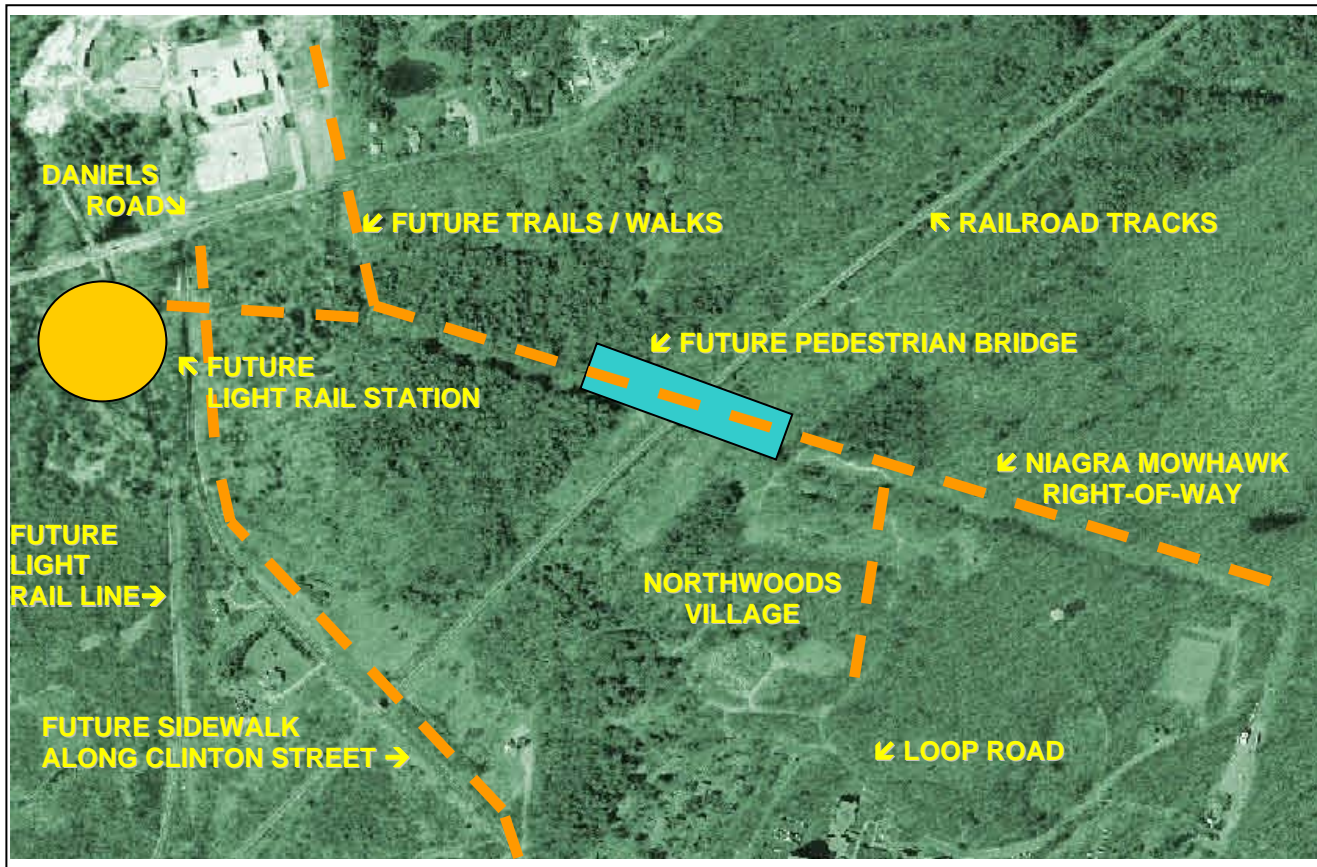 DANIELS
ROAD↘
↙ FUTURE TRAILS / WALKS
↖ RAILROAD TRACKS
↙ FUTURE PEDESTRIAN BRIDGE
↖ FUTURE
LIGHT RAIL STATION
↙ NIAGRA MOWHAWK
RIGHT-OF-WAY
FUTURE
LIGHT
RAIL LINE→
NORTHWOODS
VILLAGE
FUTURE SIDEWALK
ALONG CLINTON STREET →
↙ LOOP ROAD